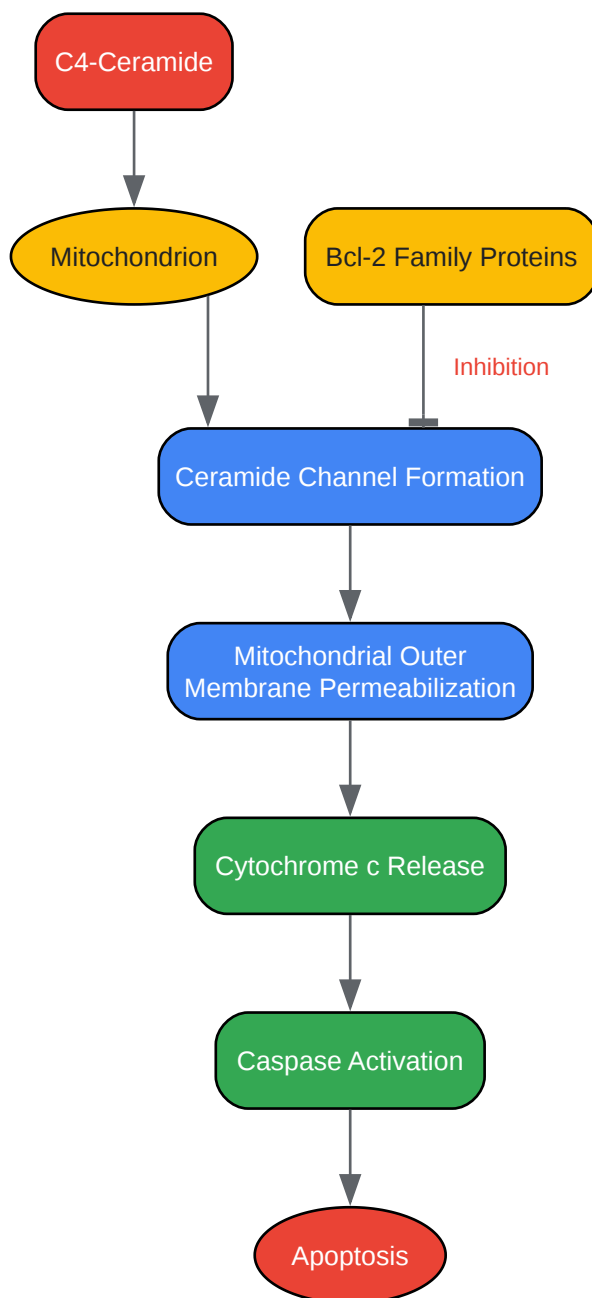 C4-Ceramide
Mitochondrion
Bcl-2 Family Proteins
Inhibition
Ceramide Channel Formation
Mitochondrial Outer
Membrane Permeabilization
Cytochrome c Release
Caspase Activation
Apoptosis